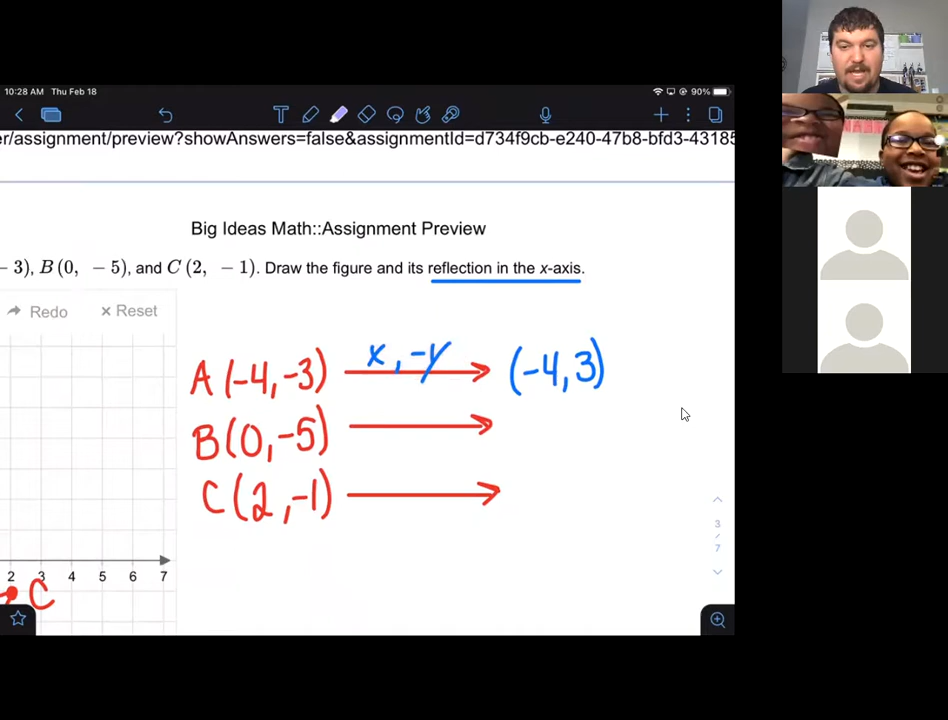 10:28 AM Thu Feb 18
90%
er/assignment/preview?showAnswers=false&assignmentId=d734f9cb-e240-47b8-bfd3-43185
Big Ideas Math::Assignment Preview
− 3), B (0, − 5), and C (2, − 1). Draw the figure and its reflection in the x-axis.
Redo × Reset
A (-4, -3) x, -y (-4, 3)
B (0, -5)
C (2, -1)
3
/
7
2 3 4 5 6 7
C